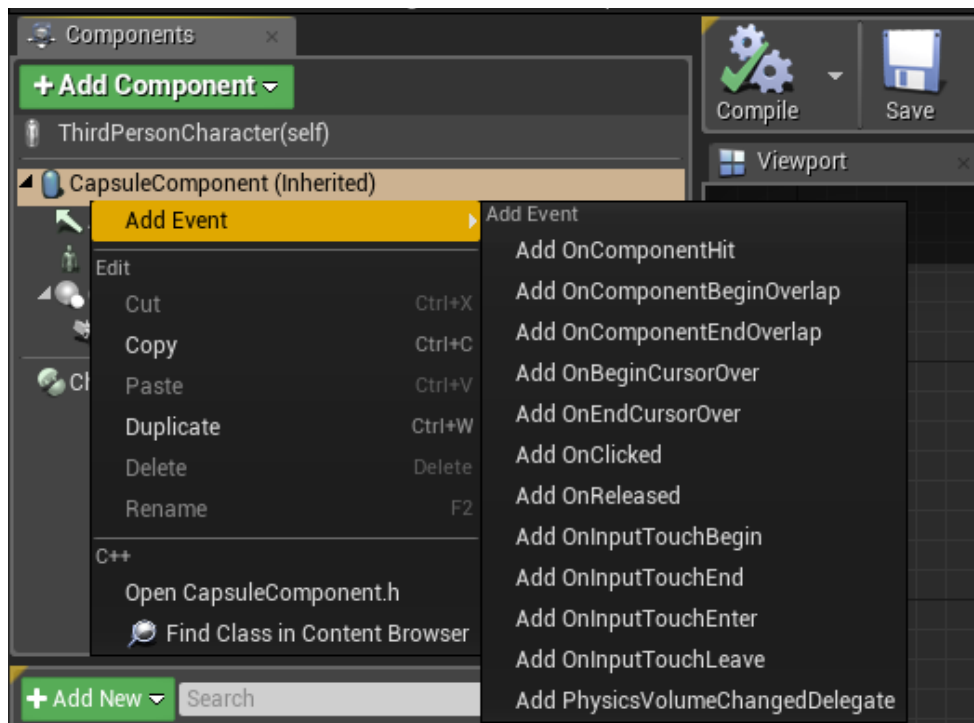 Components
+ Add Component
Compile
Save
ThirdPersonCharacter(self)
Viewport
CapsuleComponent (Inherited)
Add Event
Add Event
Add OnComponentHit
Edit
Add OnComponentBeginOverlap
Cut Ctrl+X
Add OnComponentEndOverlap
Copy Ctrl+C
Add OnBeginCursorOver
Paste Ctrl+V
Add OnEndCursorOver
Duplicate Ctrl+W
Add OnClicked
Delete Delete
Add OnReleased
Rename F2
Add OnInputTouchBegin
C++
Add OnInputTouchEnd
Open CapsuleComponent.h
Add OnInputTouchEnter
Find Class in Content Browser
Add OnInputTouchLeave
+ Add New
Search
Add PhysicsVolumeChangedDelegate